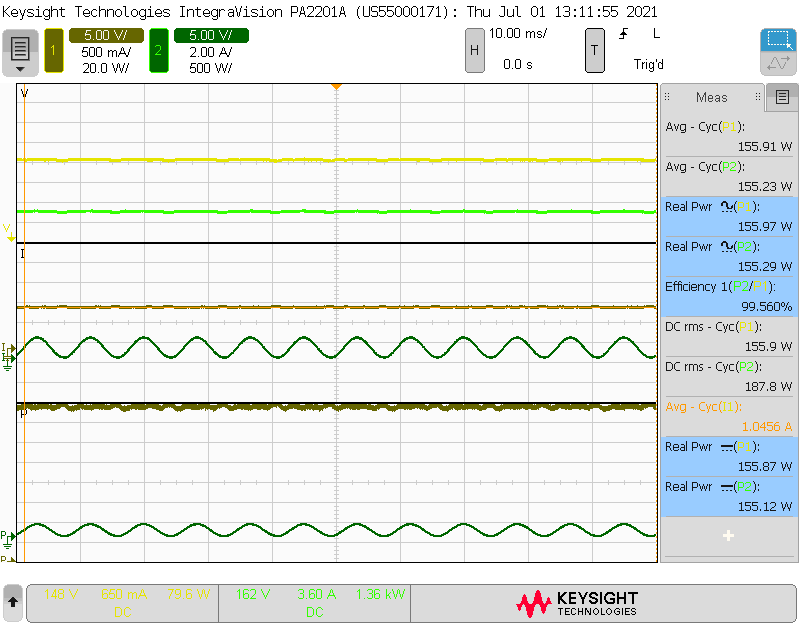 Keysight Technologies IntegraVision PA2201A (US55000171): Thu Jul 01 13:11:55 2021
1
5.00 V/
500 mA/
20.0 W/
2
5.00 V/
2.00 A/
500 W/
H
10.00 ms/
0.0 s
T
L
Trig'd
V
V
I
I
P
P
P
Meas
Avg - Cyc(P1):
155.91 W
Avg - Cyc(P2):
155.23 W
Real Pwr (P1):
155.97 W
Real Pwr (P2):
155.29 W
Efficiency 1(P2/P1):
99.560%
DC rms - Cyc(P1):
155.9 W
DC rms - Cyc(P2):
187.8 W
Avg - Cyc(I1):
1.0456 A
Real Pwr (P1):
155.87 W
Real Pwr (P2):
155.12 W
146 V 650 mA 79.6 W
DC
162 V 3.60 A 1.36 kW
DC
KEYSIGHT
TECHNOLOGIES